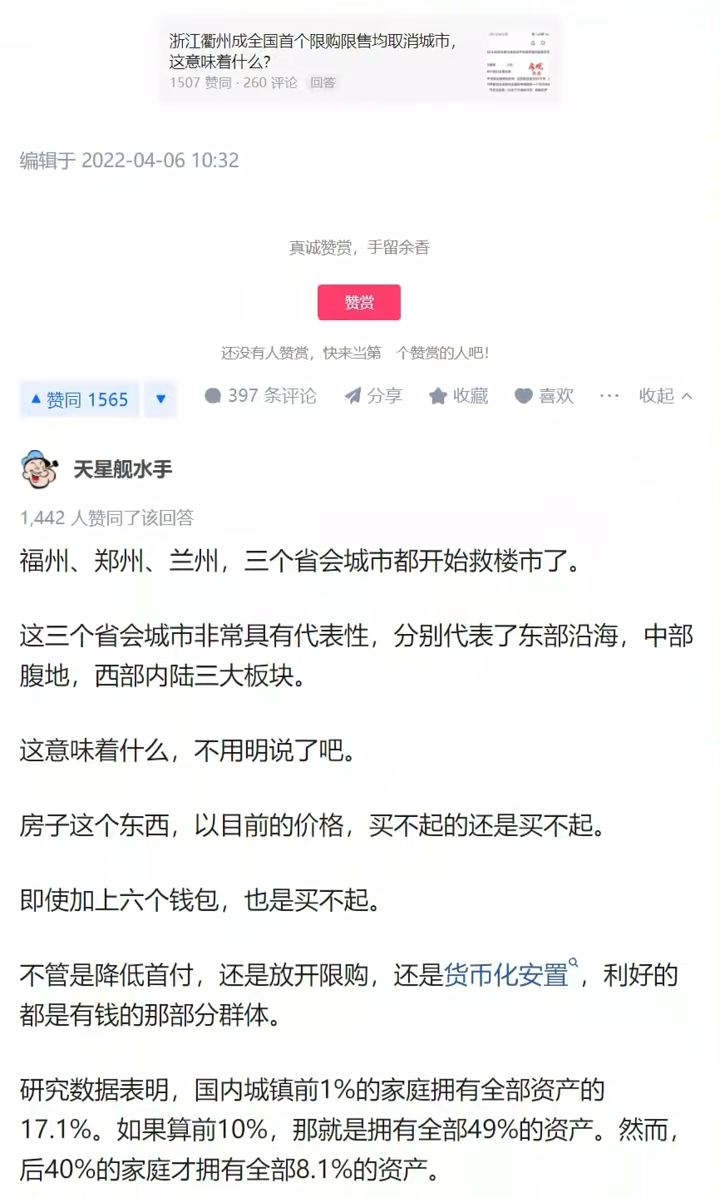 浙江衢州成全国首个限购限售均取消城市，
这意味着什么？
1507 赞同 · 260 评论 回答
编辑于 2022-04-06 10:32
真诚赞赏，手留余香
赞赏
还没有人赞赏，快来当第 个赞赏的人吧！
赞同 1565
397 条评论
分享
收藏
喜欢
收起
天星舰水手
1,442 人赞同了该回答
福州、郑州、兰州，三个省会城市都开始救楼市了。
这三个省会城市非常具有代表性，分别代表了东部沿海，中部
腹地，西部内陆三大板块。
这意味着什么，不用明说了吧。
房子这个东西，以目前的价格，买不起的还是买不起。
即使加上六个钱包，也是买不起。
不管是降低首付，还是放开限购，还是货币化安置，利好的
都是有钱的那部分群体。
研究数据表明，国内城镇前1%的家庭拥有全部资产的
17.1%。如果算前10%，那就是拥有全部49%的资产。然而，
后40%的家庭才拥有全部8.1%的资产。